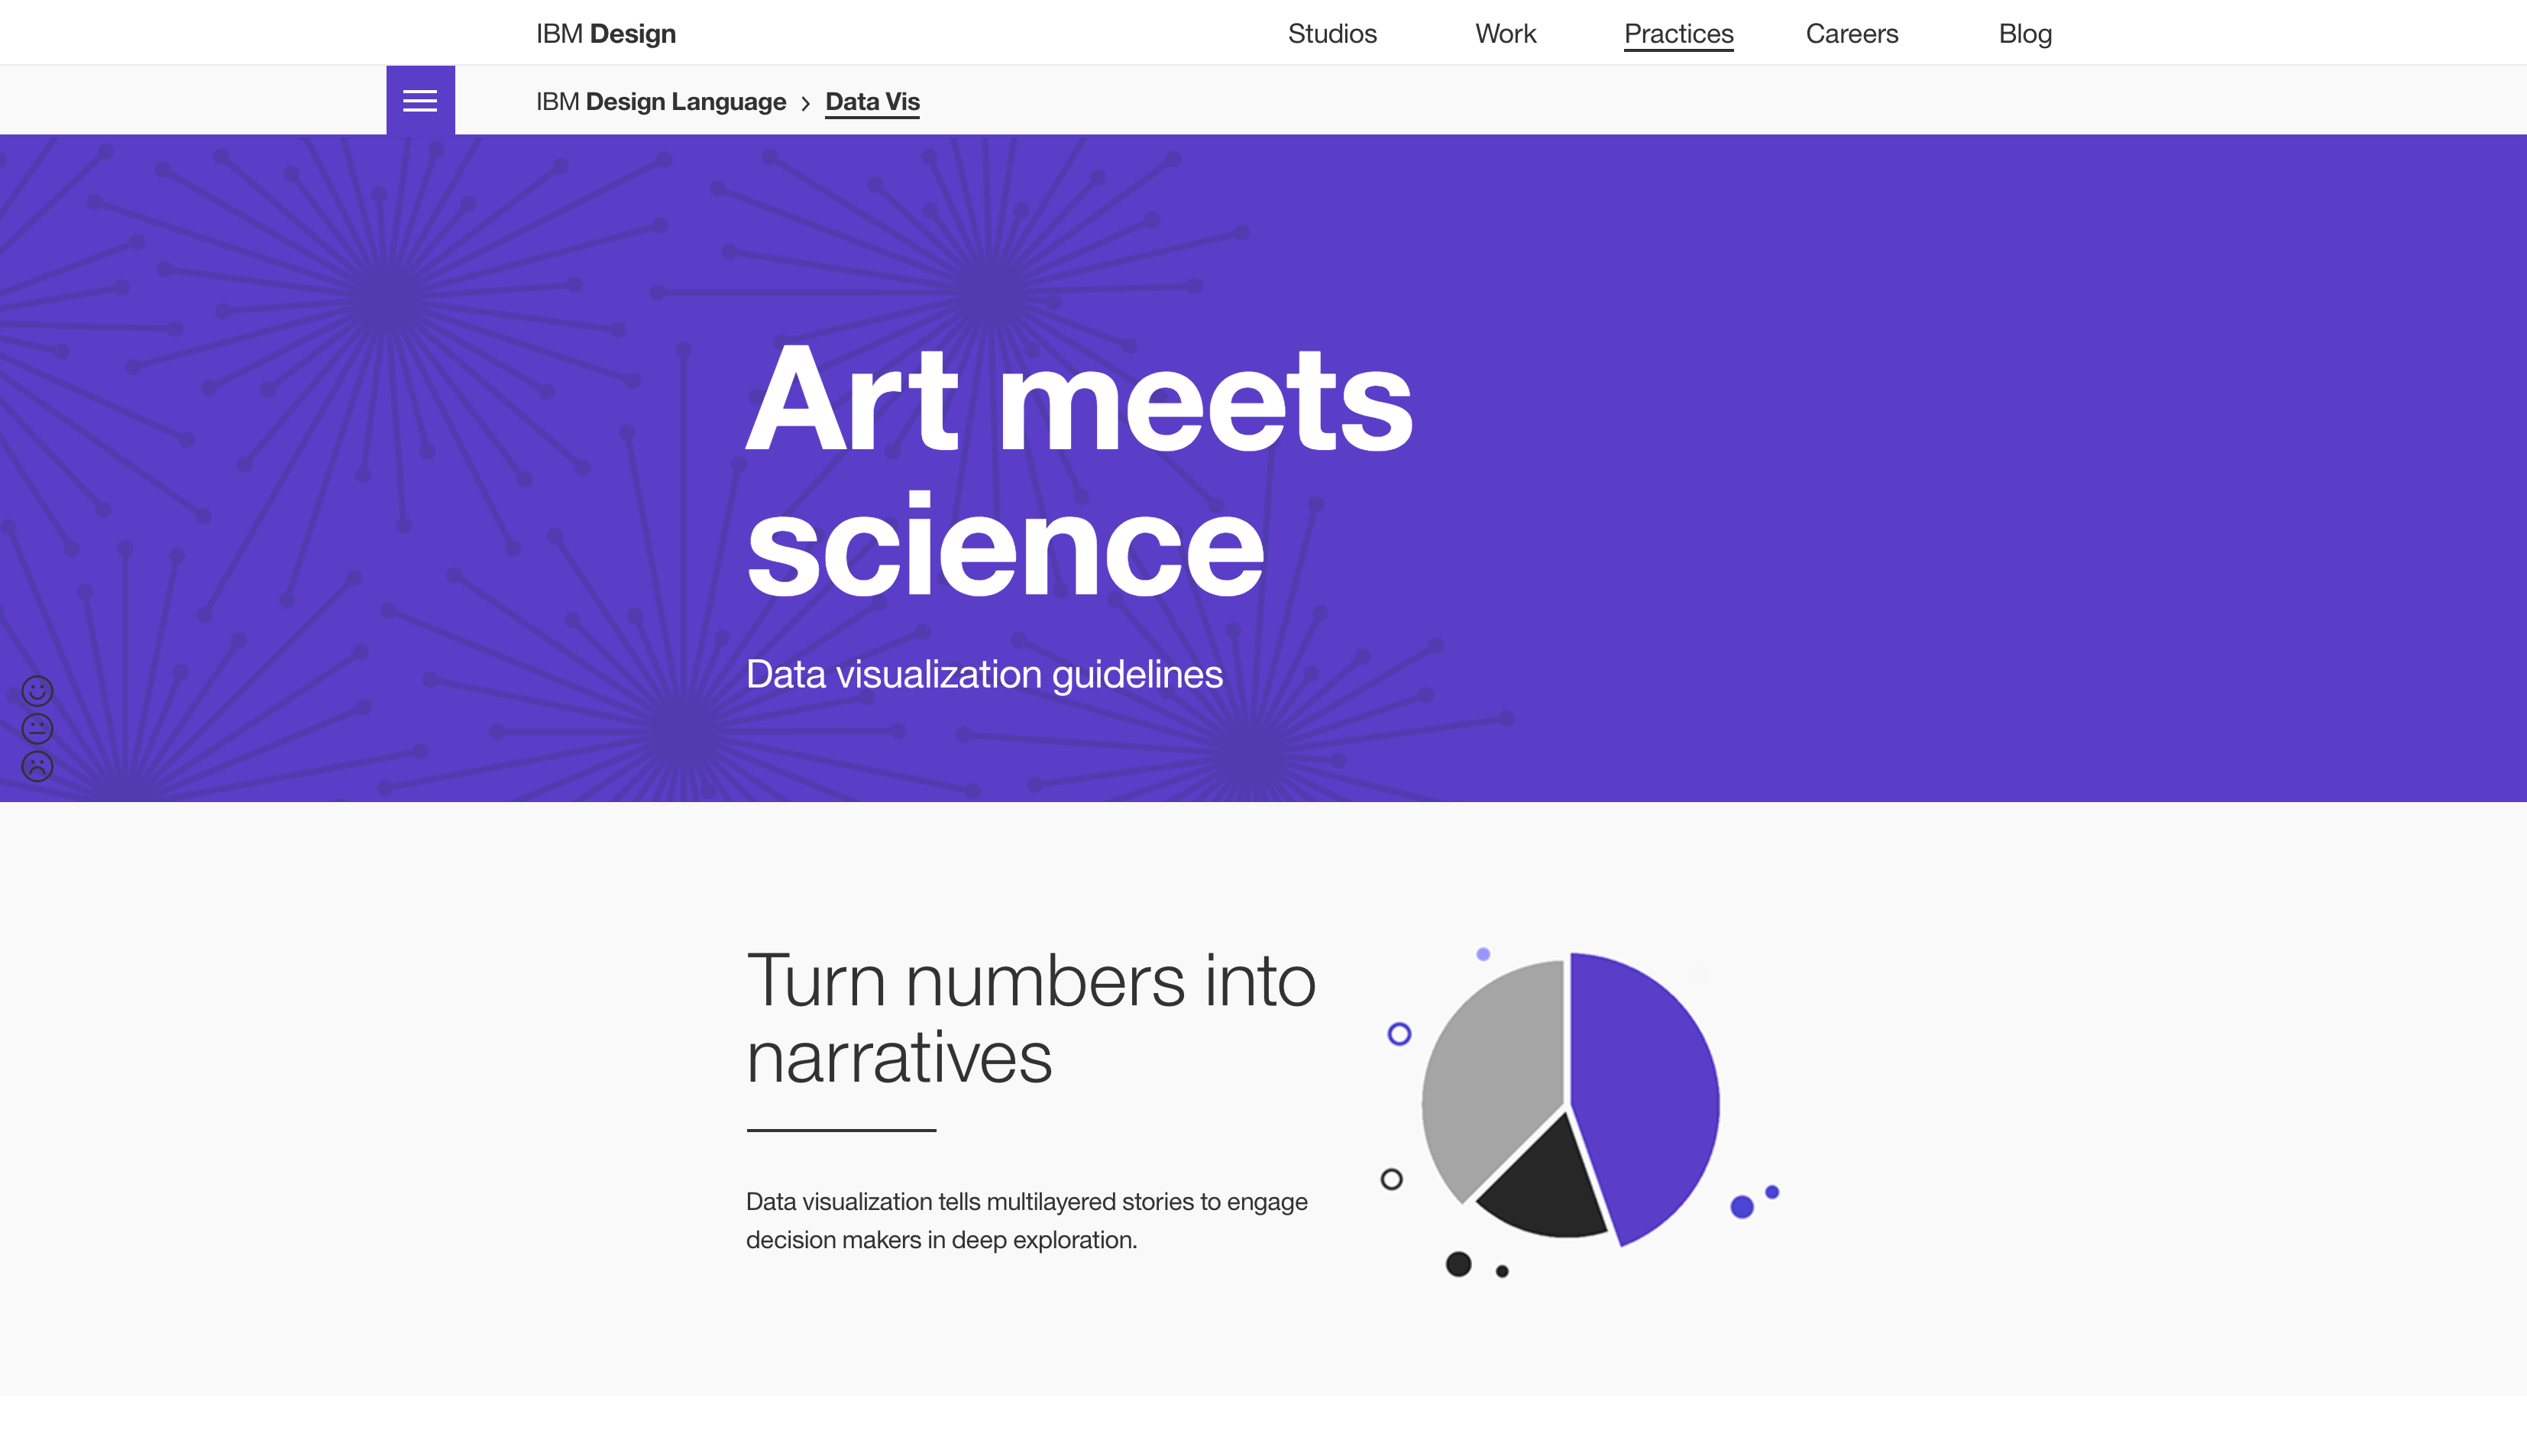 IBM Design
Studios
Work
Practices
Careers
Blog
IBM Design Language › Data Vis
Art meets
science
Data visualization guidelines
Turn numbers into
narratives
Data visualization tells multilayered stories to engage
decision makers in deep exploration.